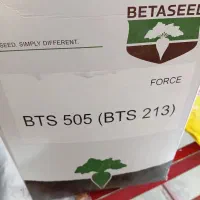 BETASEED
SEED. SIMPLY DIFFERENT.
FORCE
BTS 505 (BTS 213)